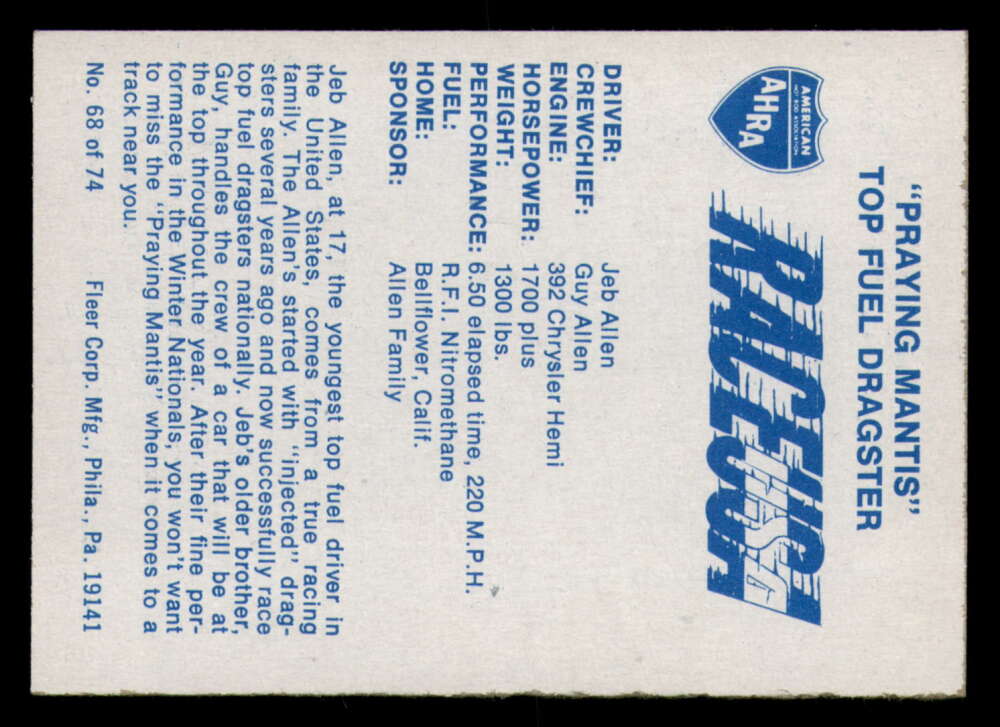 "PRAYING MANTIS"
TOP FUEL DRAGSTER
AMERICAN
HOT ROD ASSOCIATION
AHRA
RACE USA
DRIVER: Jeb Allen
CREWCHIEF: Guy Allen
ENGINE: 392 Chrysler Hemi
HORSEPOWER: 1700 plus
WEIGHT: 1300 lbs.
PERFORMANCE: 6.50 elapsed time, 220 M.P.H.
FUEL: R.F.I. Nitromethane
HOME: Bellflower, Calif.
SPONSOR: Allen Family
Jeb Allen, at 17, the youngest top fuel driver in
the United States, comes from a true racing
family. The Allen's started with "injected" drag-
sters several years ago and now successfully race
top fuel dragsters nationally. Jeb's older brother,
Guy, handles the crew of a car that will be at
the top throughout the year. After their fine per-
formance in the Winter Nationals, you won't want
to miss the "Praying Mantis" when it comes to a
track near you.
No. 68 of 74 Fleer Corp. Mfg., Phila., Pa. 19141